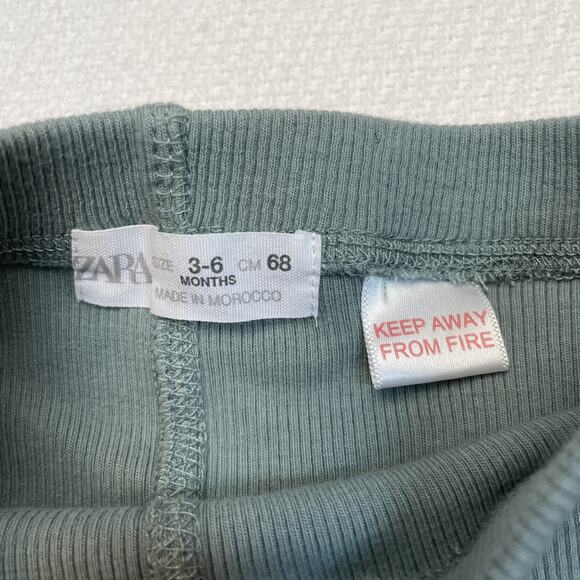 ZARA SIZE 3-6 CM 68
MONTHS
MADE IN MOROCCO
KEEP AWAY
FROM FIRE